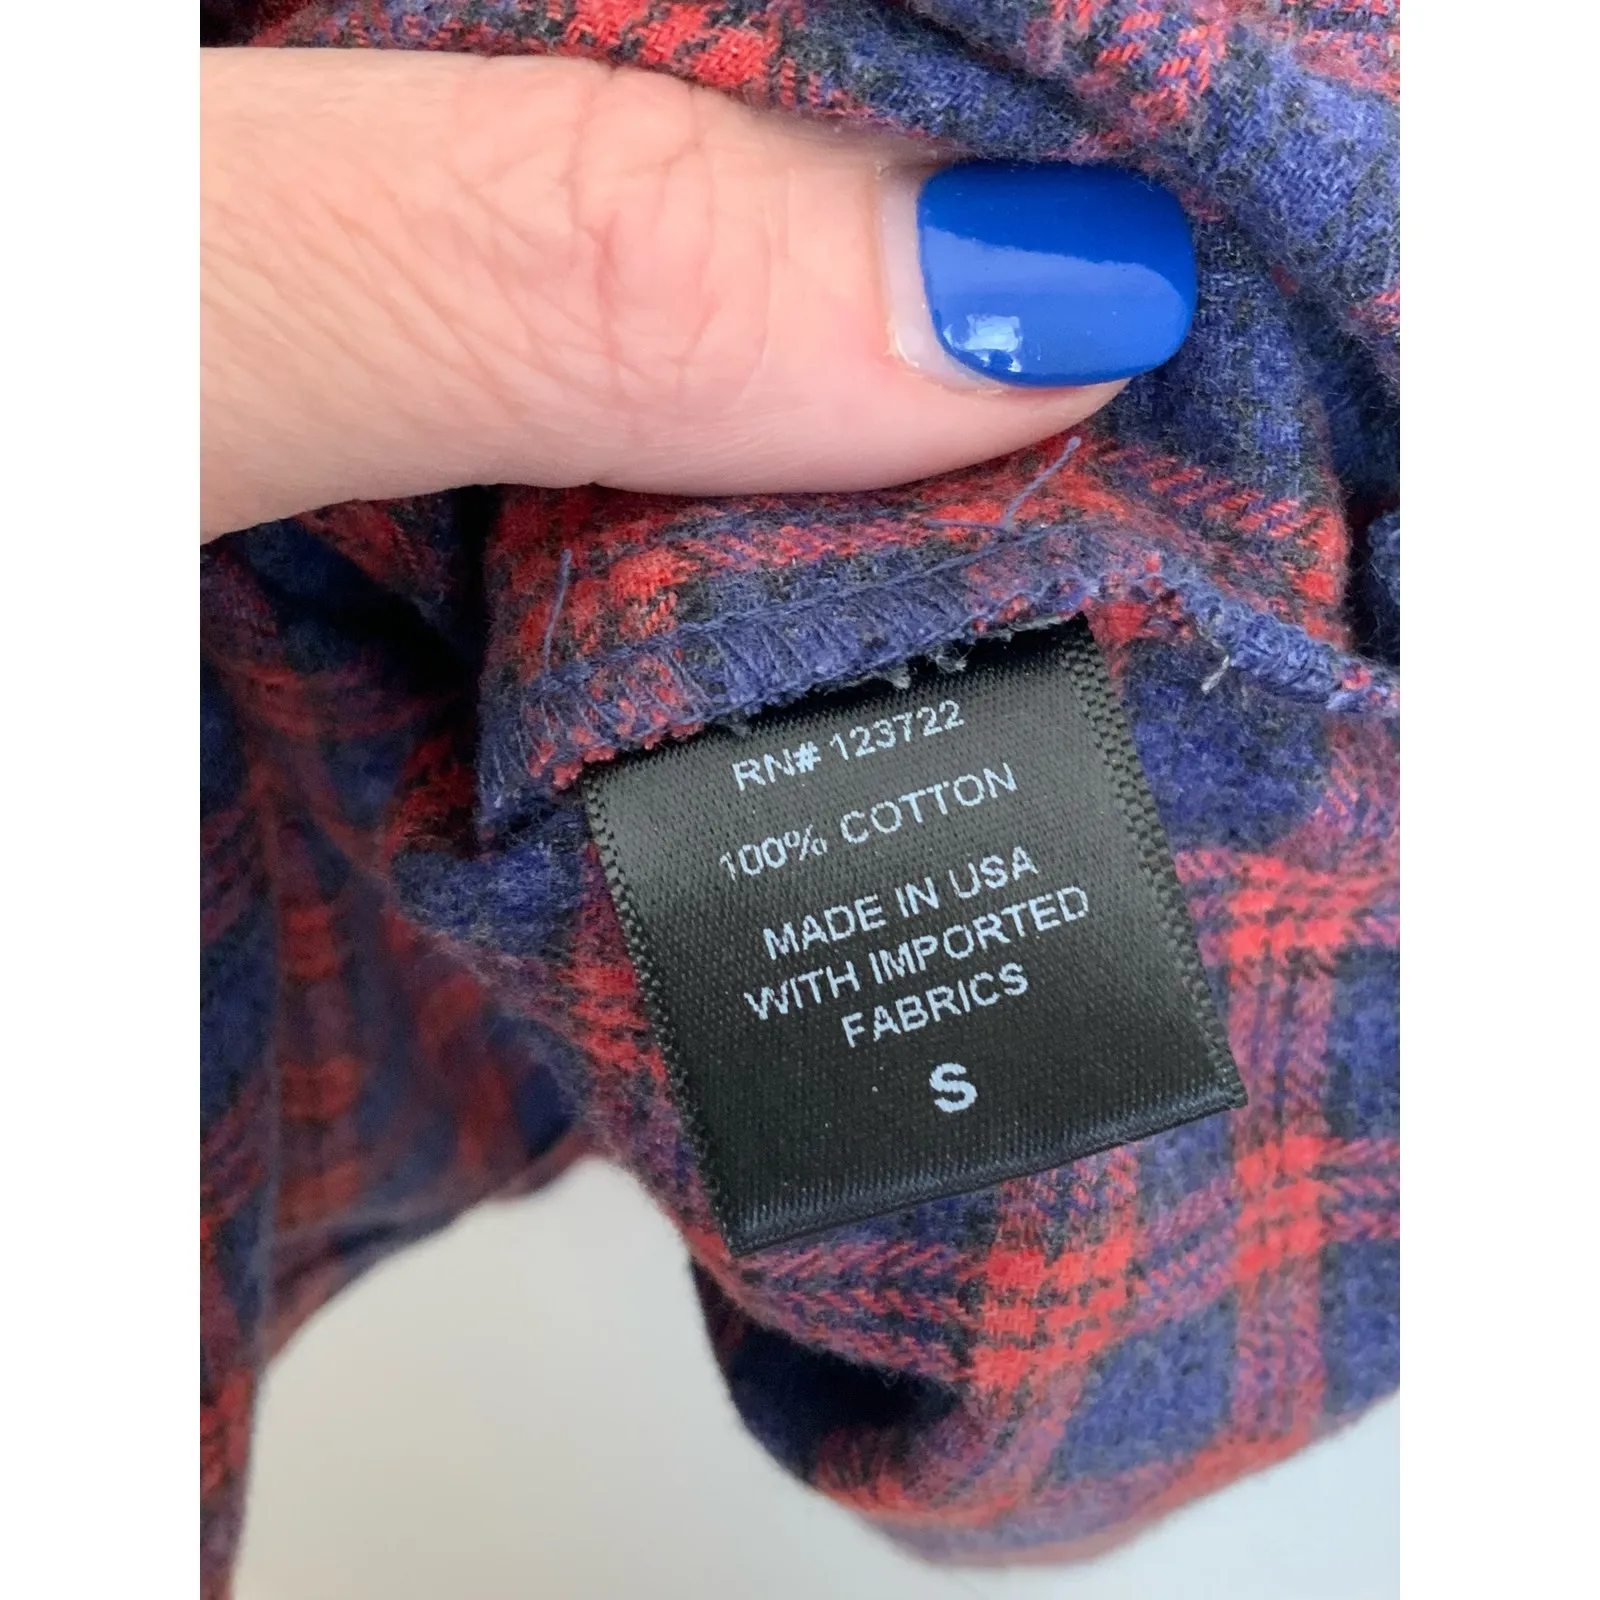 RN# 123722
100% COTTON
MADE IN USA
WITH IMPORTED
FABRICS
S